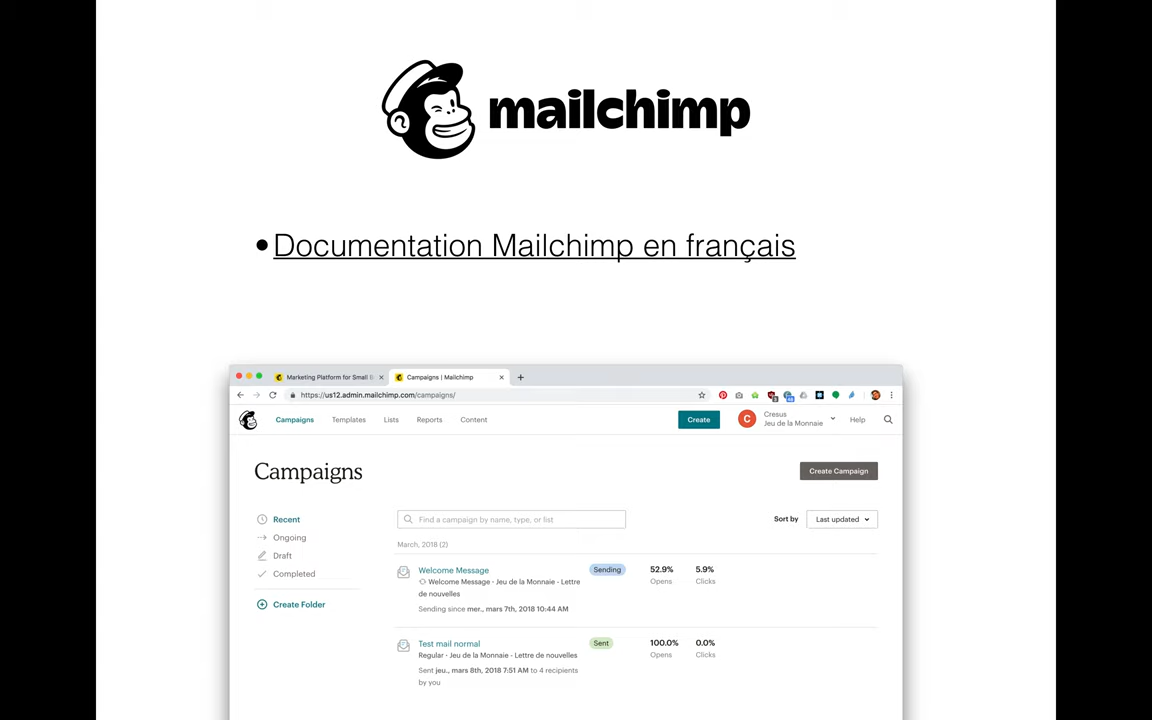 mailchimp
•Documentation Mailchimp en français
Campaigns | Mailchimp
https://us12.admin.mailchimp.com/campaigns/
Campaigns Templates Lists Reports Content Create C Cresus Help
Jeu de la Monnaie
Campaigns
Create Campaign
Recent
Ongoing
Draft
Completed
Create Folder
Find a campaign by name, type, or list
Sort by Last updated
March, 2018 (2)
Welcome Message Sending 52.9% 5.9%
Opens Clicks
Welcome Message - Jeu de la Monnaie - Lettre
de nouvelles
Sending since mer., mars 7th, 2018 10:44 AM
Test mail normal Sent 100.0% 0.0%
Opens Clicks
Regular - Jeu de la Monnaie - Lettre de nouvelles
Sent jeu., mars 8th, 2018 7:51 AM to 4 recipients
by you